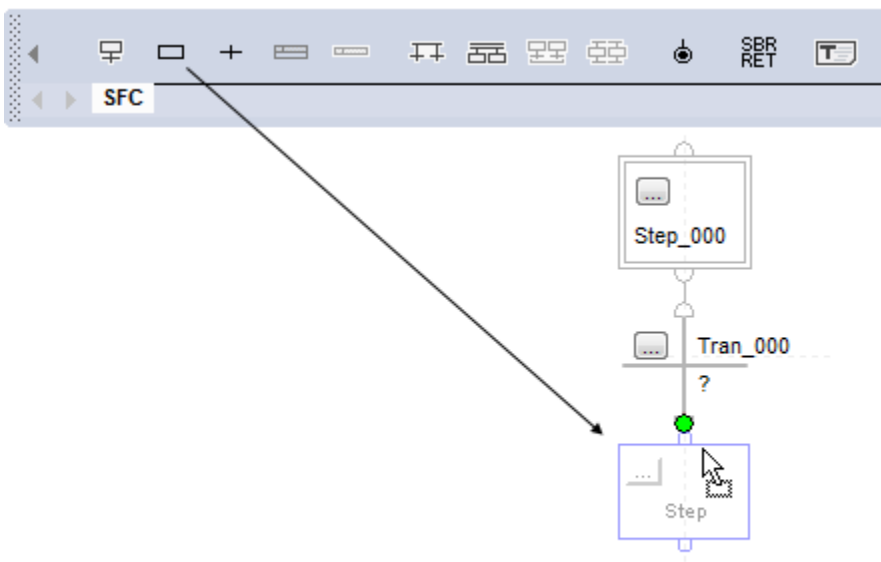 SBR
RET
T
SFC
...
Step_000
...
Tran_000
?
...
Step